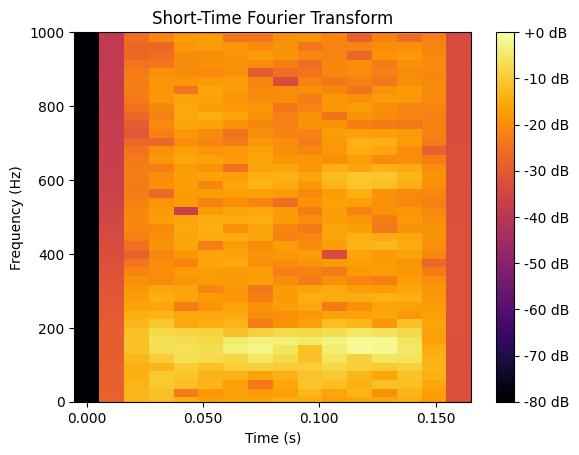 Short-Time Fourier Transform
1000
800
600
400
200
0
Frequency (Hz)
0.000
0.050
0.100
0.150
Time (s)
+0 dB
-10 dB
-20 dB
-30 dB
-40 dB
-50 dB
-60 dB
-70 dB
-80 dB